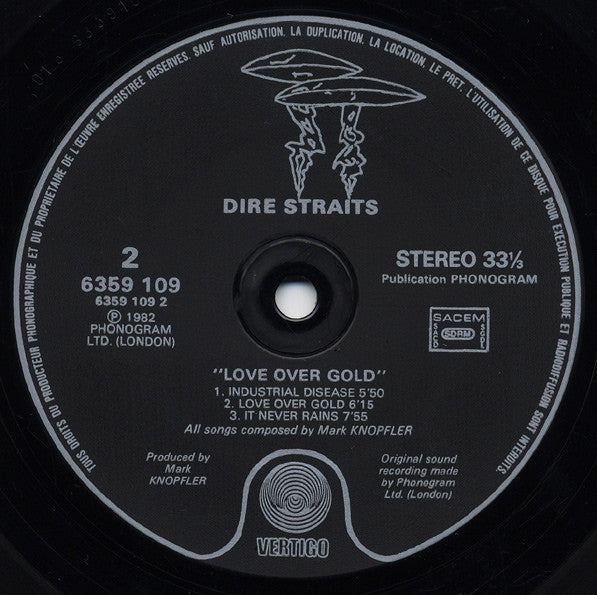 TOUS DROITS DU PRODUCTEUR PHONOGRAPHIQUE ET DU PROPRIETAIRE DE L'ŒUVRE ENREGISTREE RESERVES. SAUF AUTORISATION. LA DUPLICATION. LA LOCATION. LE PRET. L'UTILISATION DE CE DISQUE POUR EXECUTION PUBLIQUE ET RADIODIFFUSION SONT INTERDITS.
DIRE STRAITS
2
6359 109
6359 109 2
Ⓟ 1982
PHONOGRAM
LTD. (LONDON)
STEREO 33⅓
Publication PHONOGRAM
SACEM
SACD
SDRM
SGDL
"LOVE OVER GOLD"
1. INDUSTRIAL DISEASE 5'50
2. LOVE OVER GOLD 6'15
3. IT NEVER RAINS 7'55
All songs composed by Mark KNOPFLER
Produced by
Mark
KNOPFLER
Original sound
recording made
by Phonogram
Ltd. (London)
VERTIGO